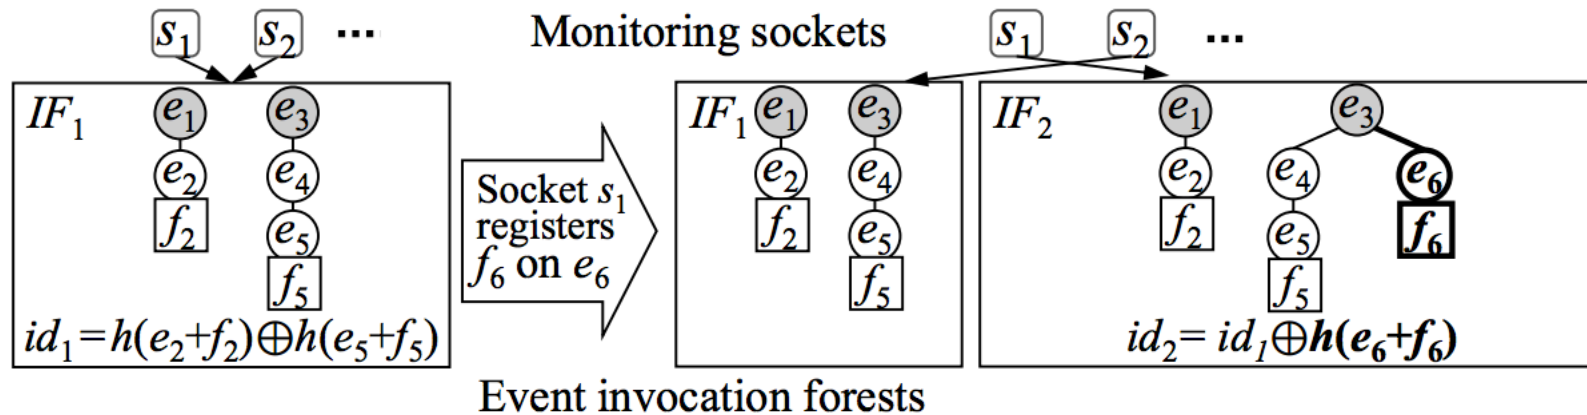 s₁ s₂ ... Monitoring sockets s₁ s₂ ...
IF₁ e₁ e₃
e₂ e₄
f₂ e₅
f₅
id₁=h(e₂+f₂)⊕h(e₅+f₅)
Socket s₁
registers
f₆ on e₆
IF₁ e₁ e₃
e₂ e₄
f₂ e₅
f₅
IF₂ e₁ e₃
e₂ e₄ e₆
f₂ e₅ f₆
f₅
id₂= id₁⊕h(e₆+f₆)
Event invocation forests